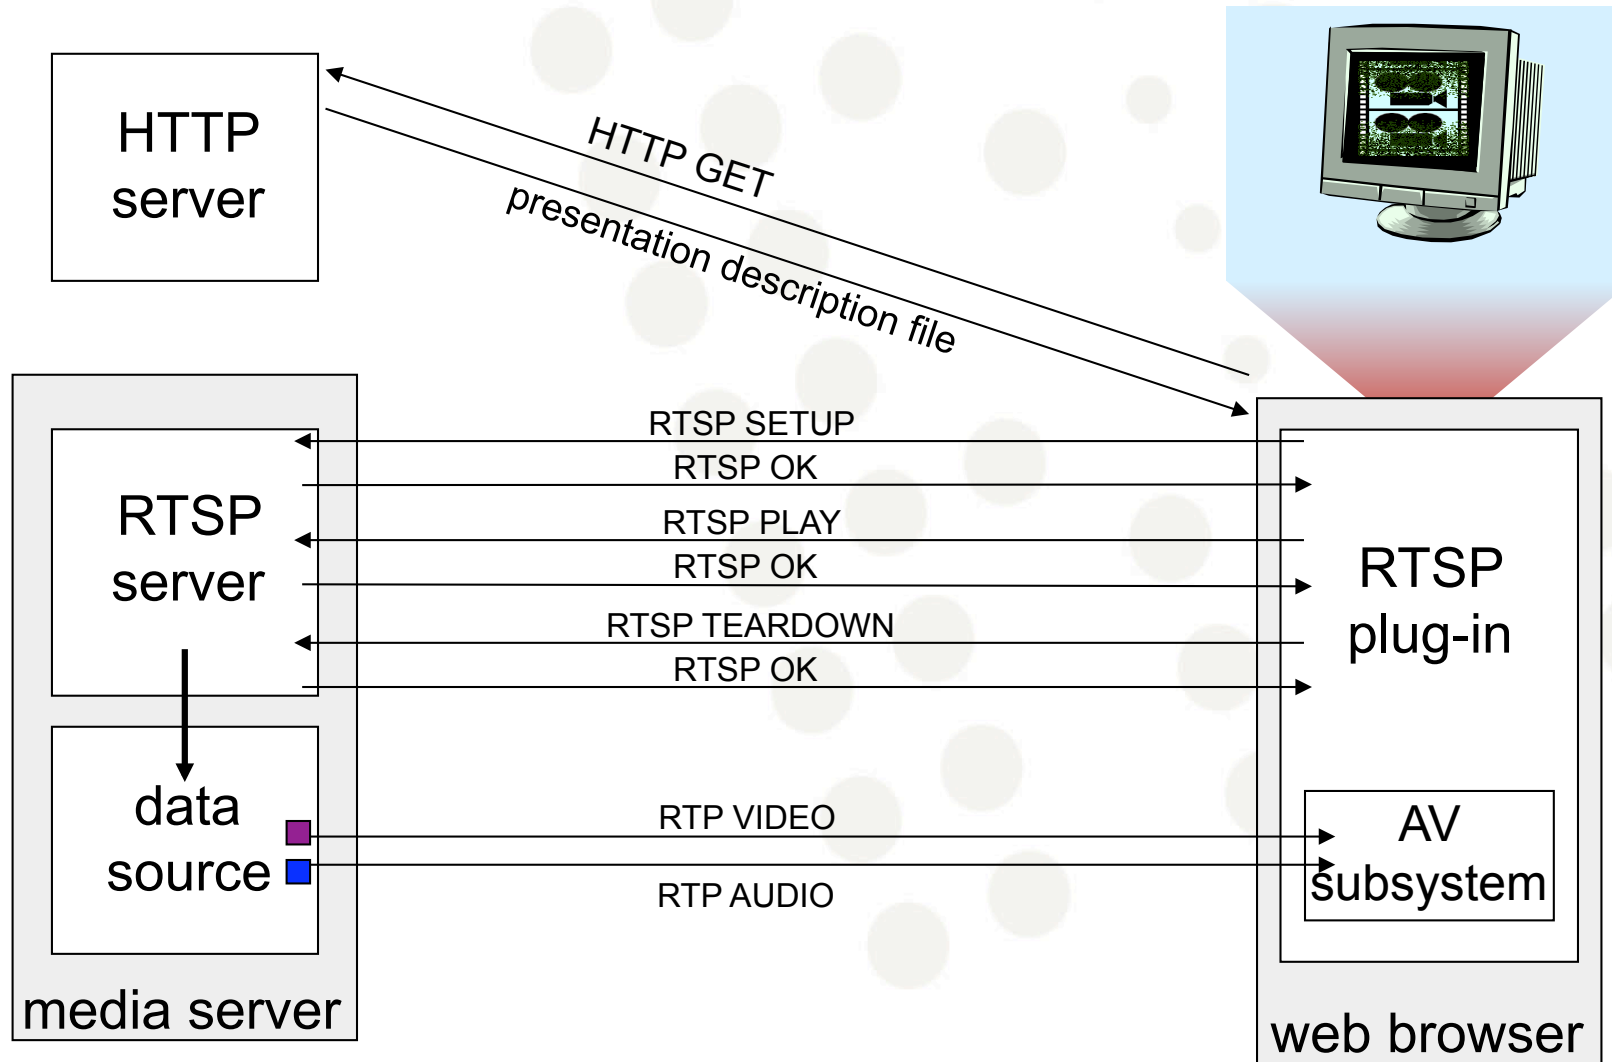 HTTP
server
HTTP GET
presentation description file
RTSP SETUP
RTSP OK
RTSP PLAY
RTSP OK
RTSP TEARDOWN
RTSP OK
RTSP
server
RTSP
plug-in
data
source
RTP VIDEO
RTP AUDIO
AV
subsystem
media server
web browser